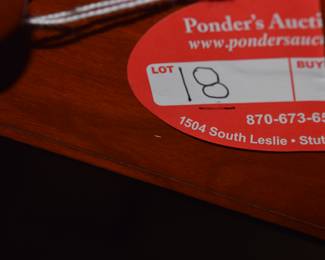 Ponder's Aucti
www.pondersauc
LOT 18 BUY
870-673-65
1504 South Leslie • Stut